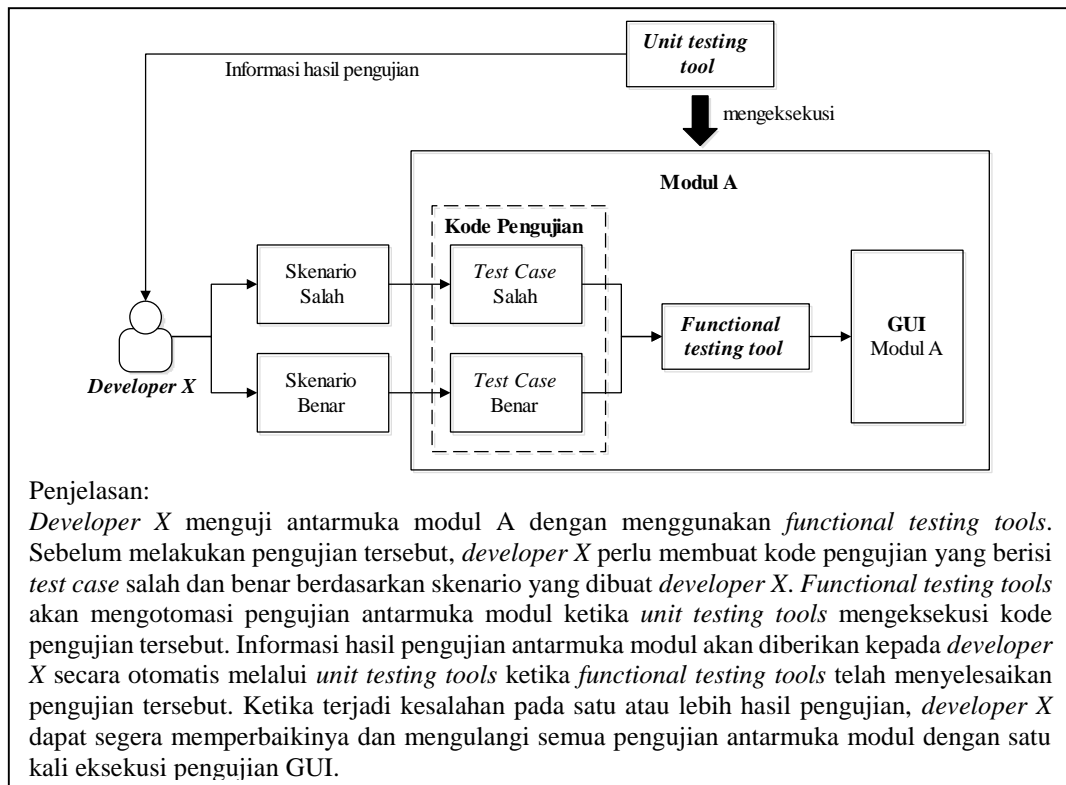 Unit testing
tool
Informasi hasil pengujian
mengeksekusi
Modul A
Kode Pengujian
Skenario
Salah
Test Case
Salah
Functional
testing tool
GUI
Modul A
Developer X
Skenario
Benar
Test Case
Benar
Penjelasan:
Developer X menguji antarmuka modul A dengan menggunakan functional testing tools.
Sebelum melakukan pengujian tersebut, developer X perlu membuat kode pengujian yang berisi
test case salah dan benar berdasarkan skenario yang dibuat developer X. Functional testing tools
akan mengotomasi pengujian antarmuka modul ketika unit testing tools mengeksekusi kode
pengujian tersebut. Informasi hasil pengujian antarmuka modul akan diberikan kepada developer
X secara otomatis melalui unit testing tools ketika functional testing tools telah menyelesaikan
pengujian tersebut. Ketika terjadi kesalahan pada satu atau lebih hasil pengujian, developer X
dapat segera memperbaikinya dan mengulangi semua pengujian antarmuka modul dengan satu
kali eksekusi pengujian GUI.